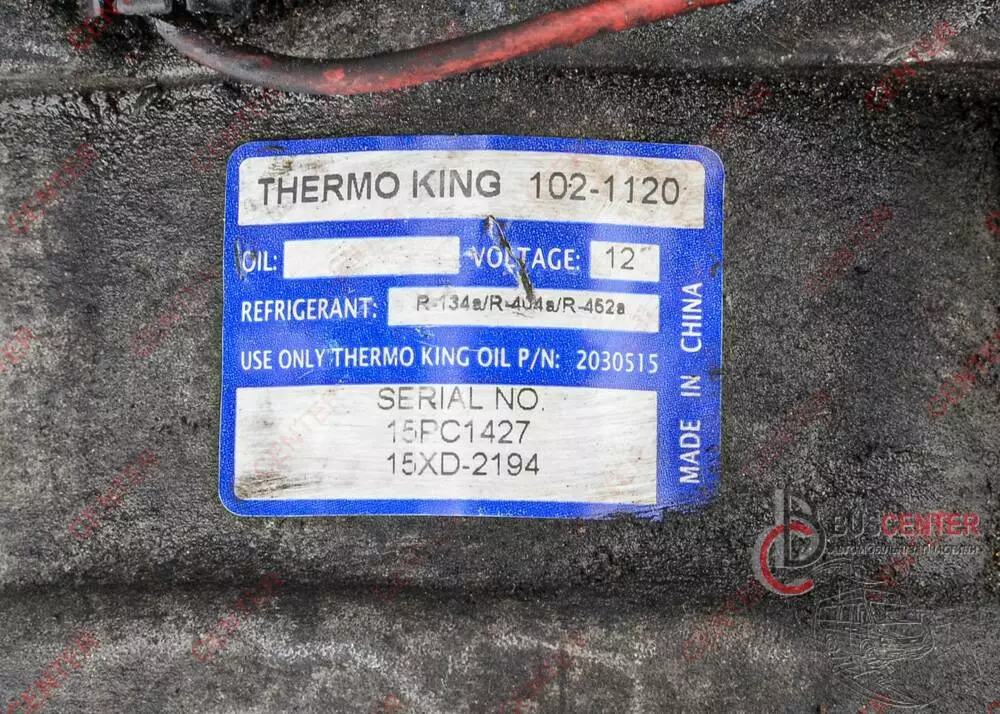 THERMO KING 102-1120
OIL: VOLTAGE: 12
REFRIGERANT: R-134a/R-404a/R-452a
USE ONLY THERMO KING OIL P/N: 2030515
SERIAL NO.
15PC1427
15XD-2194
MADE IN CHINA
BUSCENTER
CENTER